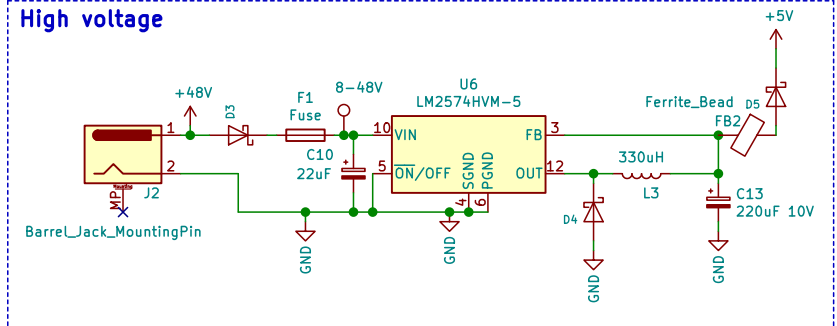 High voltage
+5V
+48V
D3
F1
Fuse
8-48V
U6
LM2574HVM-5
Ferrite_Bead
D5
FB2
1
10
VIN
FB
3
C10
22uF
330uH
2
5
ON/OFF
SGND
PGND
OUT
12
Mounting
MP
J2
L3
4
6
D4
C13
220uF 10V
Barrel_Jack_MountingPin
GND
GND
GND
GND